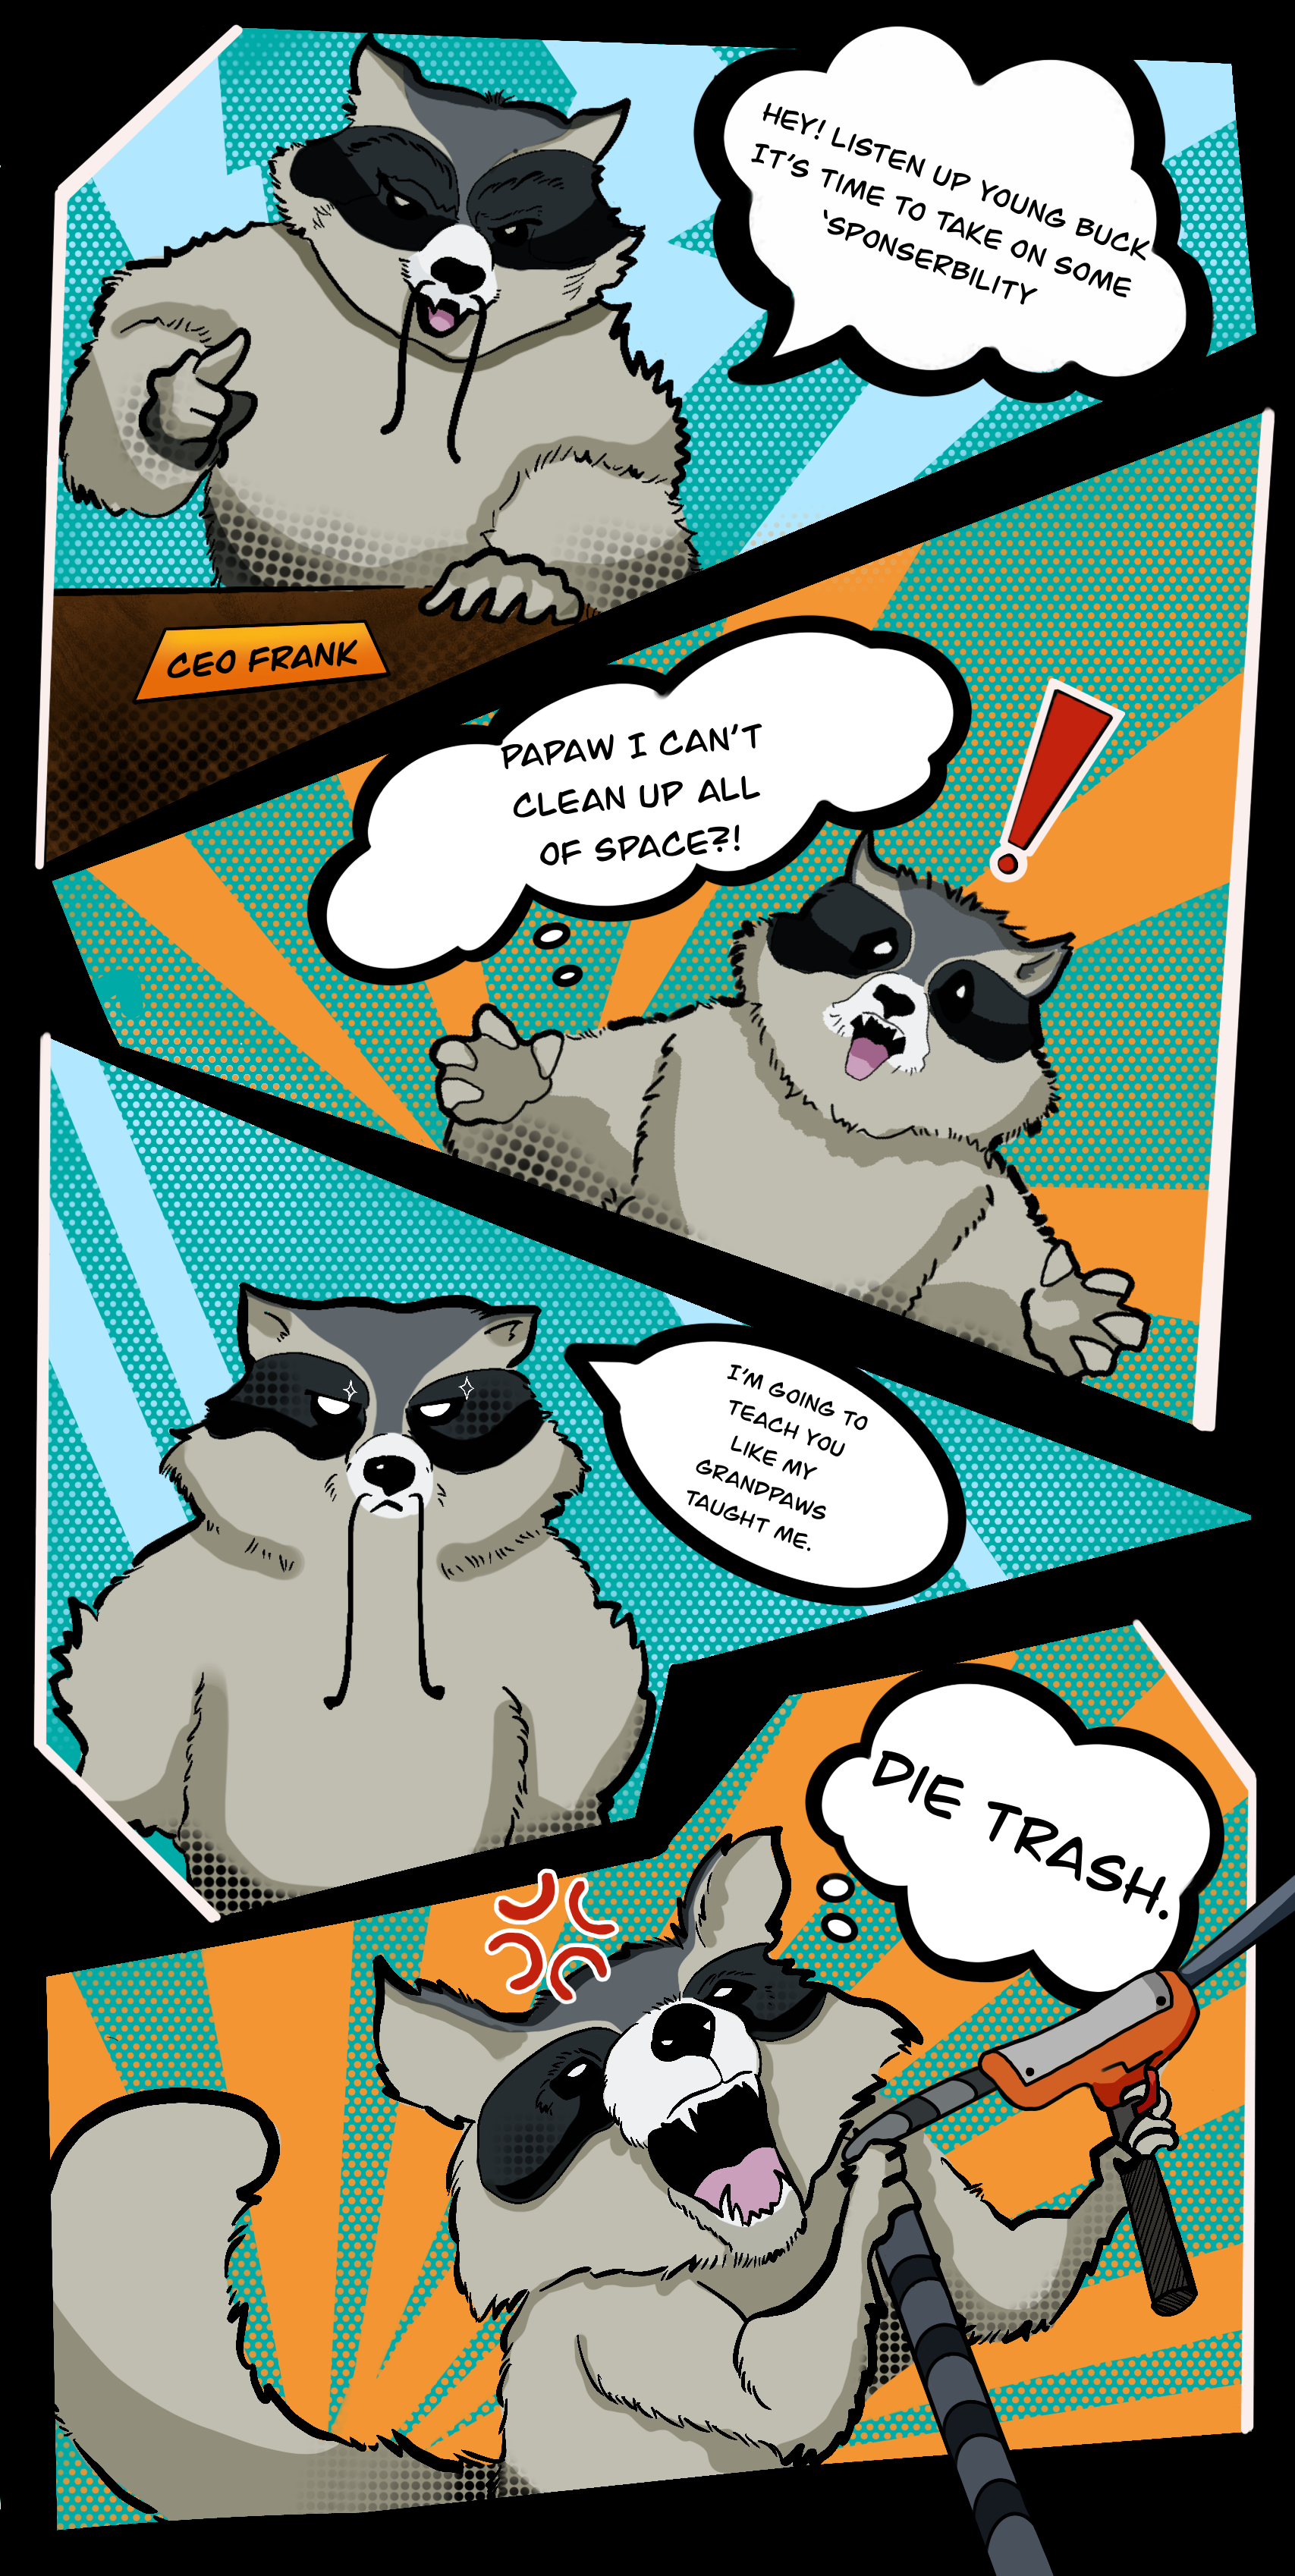 HEY! LISTEN UP YOUNG BUCK
IT'S TIME TO TAKE ON SOME
'SPONSERBILITY
CEO FRANK
PAPAW I CAN'T
CLEAN UP ALL
OF SPACE?!
I'M GOING TO
TEACH YOU
LIKE MY
GRANDPAWS
TAUGHT ME.
DIE TRASH.